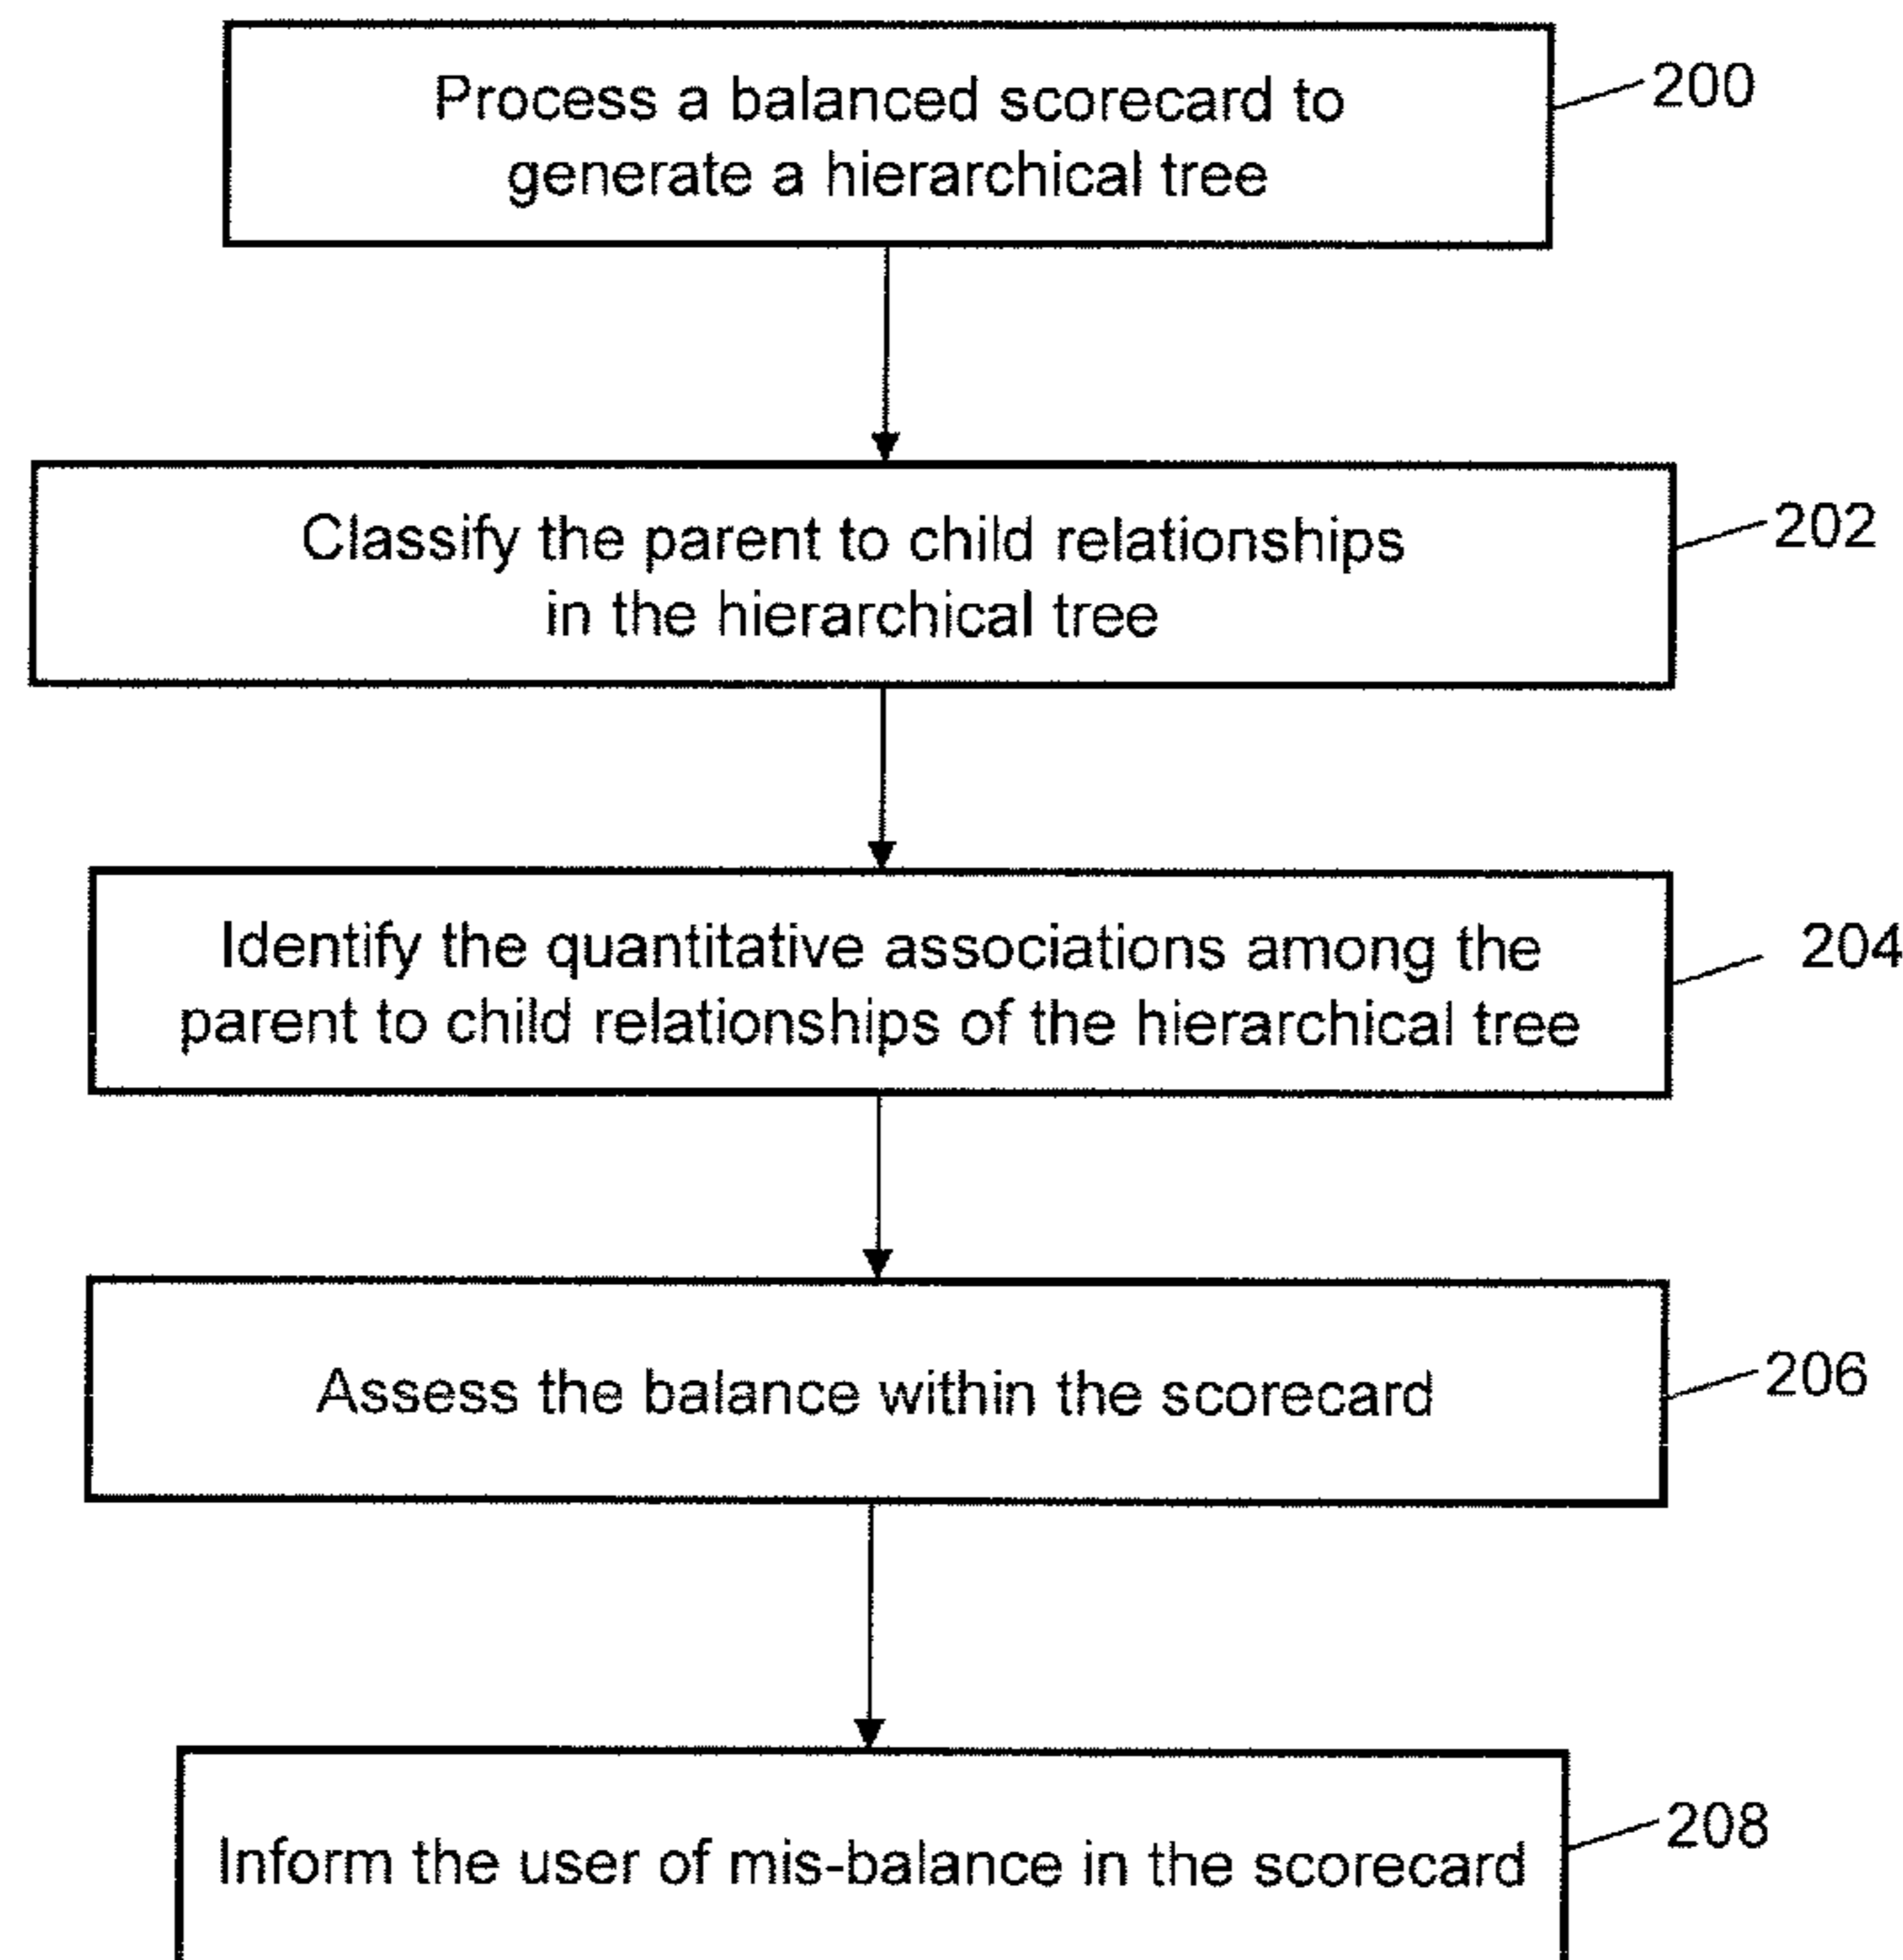 Process a balanced scorecard to
generate a hierarchical tree
200
Classify the parent to child relationships
in the hierarchical tree
202
Identify the quantitative associations among the
parent to child relationships of the hierarchical tree
204
Assess the balance within the scorecard
206
Inform the user of mis-balance in the scorecard
208